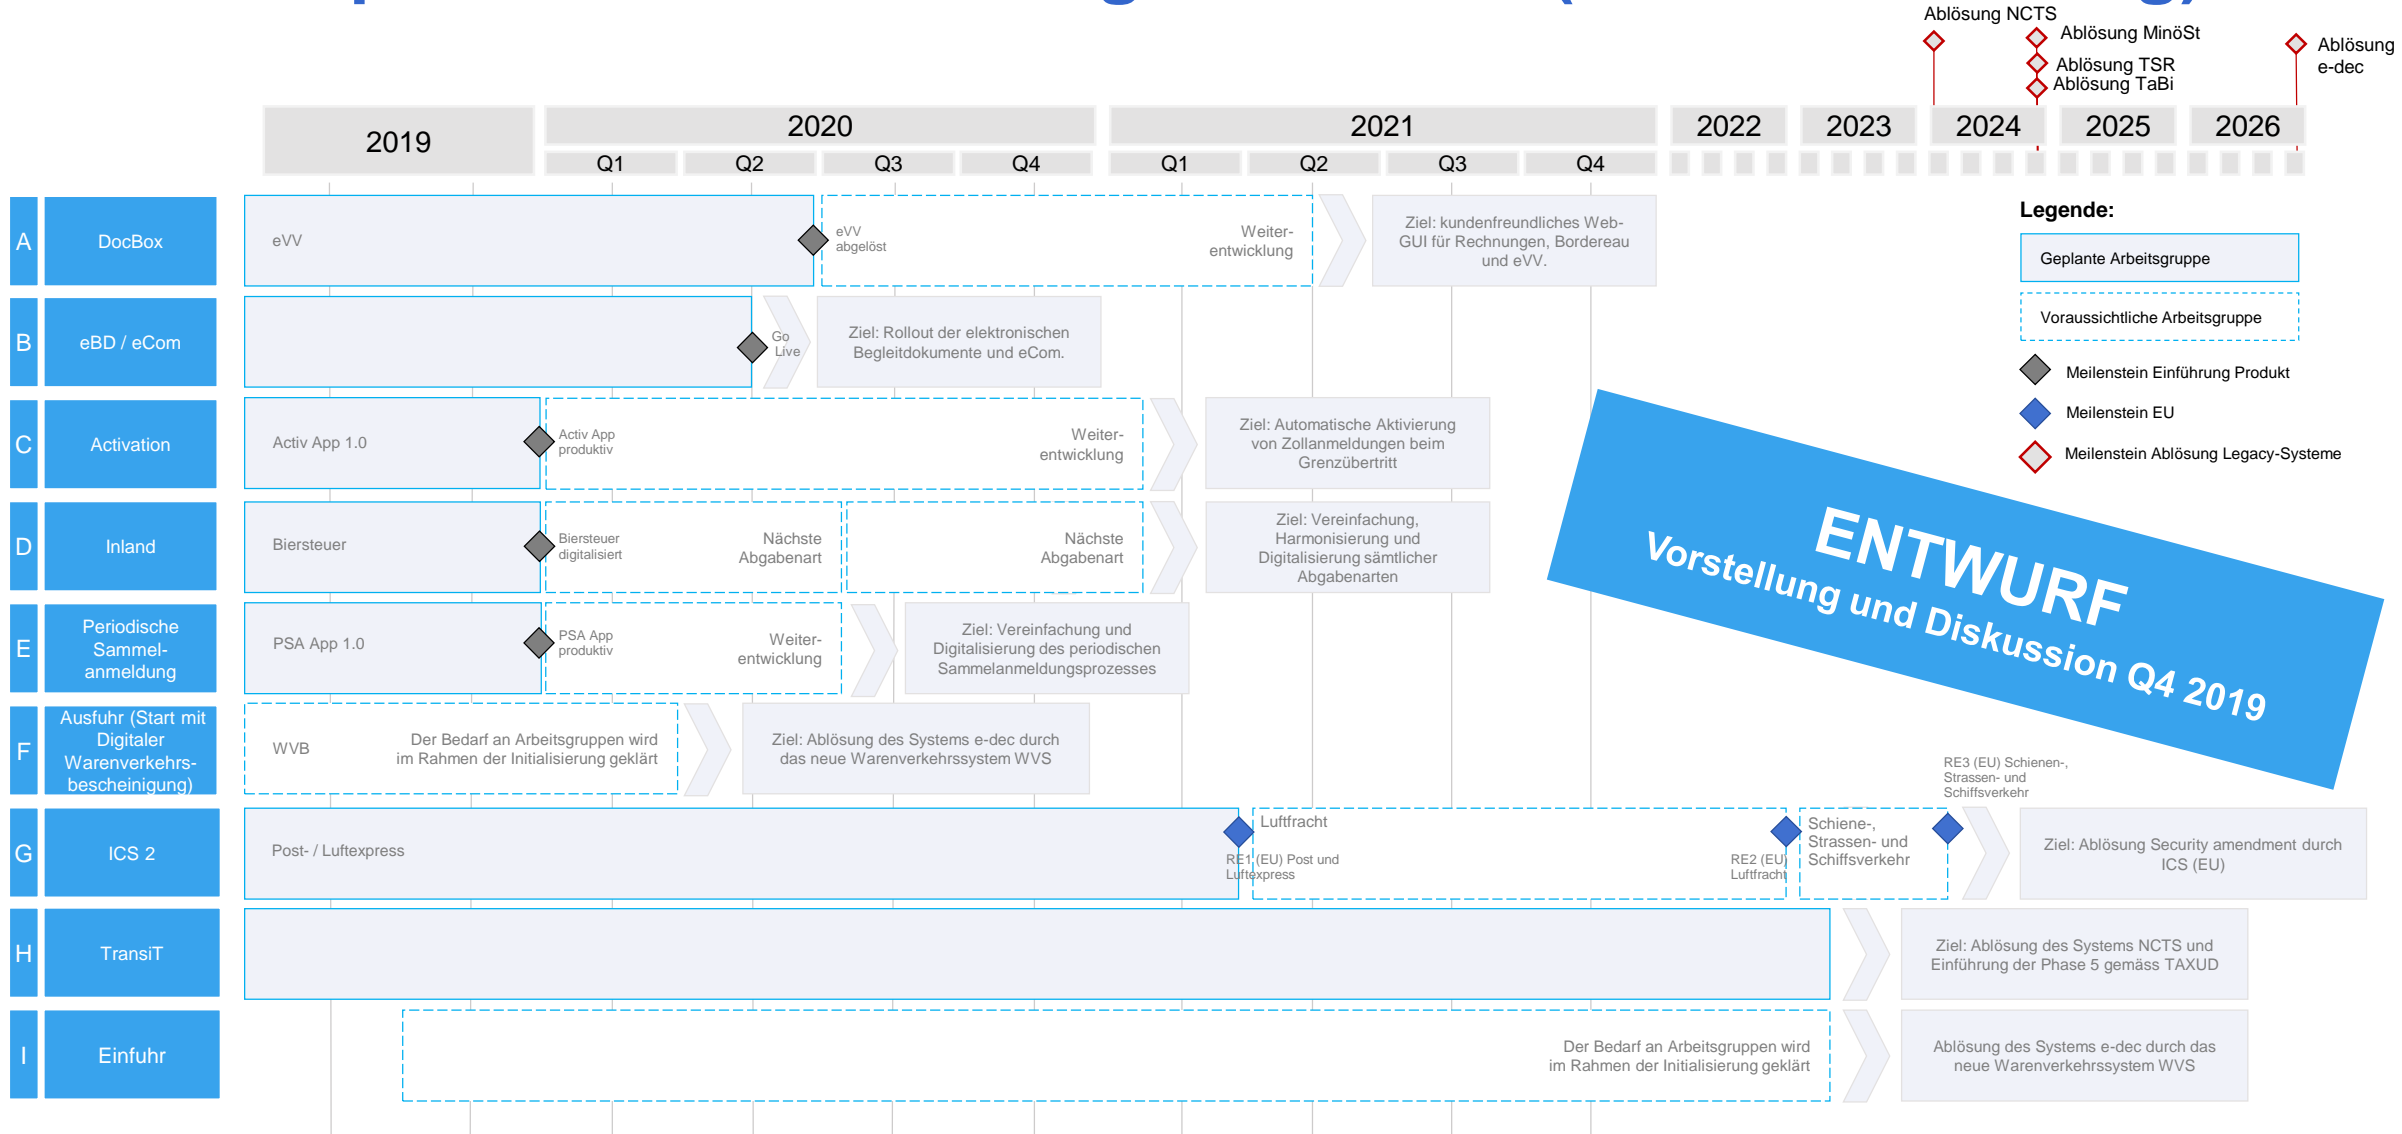 Ablösung NCTS
Ablösung MinöSt
Ablösung TSR
Ablösung TaBi
Ablösung
e-dec
2019
2020
2021
2022
2023
2024
2025
2026
Q1
Q2
Q3
Q4
Q1
Q2
Q3
Q4
Legende:
Geplante Arbeitsgruppe
Voraussichtliche Arbeitsgruppe
Meilenstein Einführung Produkt
Meilenstein EU
Meilenstein Ablösung Legacy-Systeme
A
DocBox
eVV
eVV
abgelöst
Weiter-
entwicklung
Ziel: kundenfreundliches Web-
GUI für Rechnungen, Bordereau
und eVV.
B
eBD / eCom
Go
Live
Ziel: Rollout der elektronischen
Begleitdokumente und eCom.
C
Activation
Activ App 1.0
Activ App
produktiv
Weiter-
entwicklung
Ziel: Automatische Aktivierung
von Zollanmeldungen beim
Grenzübertritt
D
Inland
Biersteuer
Biersteuer
digitalisiert
Nächste
Abgabenart
Nächste
Abgabenart
Ziel: Vereinfachung,
Harmonisierung und
Digitalisierung sämtlicher
Abgabenarten
ENTWURF
Vorstellung und Diskussion Q4 2019
E
Periodische
Sammel-
anmeldung
PSA App 1.0
PSA App
produktiv
Weiter-
entwicklung
Ziel: Vereinfachung und
Digitalisierung des periodischen
Sammelanmeldungsprozesses
F
Ausfuhr (Start mit
Digitaler
Warenverkehrs-
bescheinigung)
WVB
Der Bedarf an Arbeitsgruppen wird
im Rahmen der Initialisierung geklärt
Ziel: Ablösung des Systems e-dec durch
das neue Warenverkehrssystem WVS
G
ICS 2
Post- / Luftexpress
Luftfracht
RE1 (EU) Post und
Luftexpress
RE2 (EU)
Luftfracht
Schiene-,
Strassen- und
Schiffsverkehr
RE3 (EU) Schienen-,
Strassen- und
Schiffsverkehr
Ziel: Ablösung Security amendment durch
ICS (EU)
H
TransiT
Ziel: Ablösung des Systems NCTS und
Einführung der Phase 5 gemäss TAXUD
I
Einfuhr
Der Bedarf an Arbeitsgruppen wird
im Rahmen der Initialisierung geklärt
Ablösung des Systems e-dec durch das
neue Warenverkehrssystem WVS